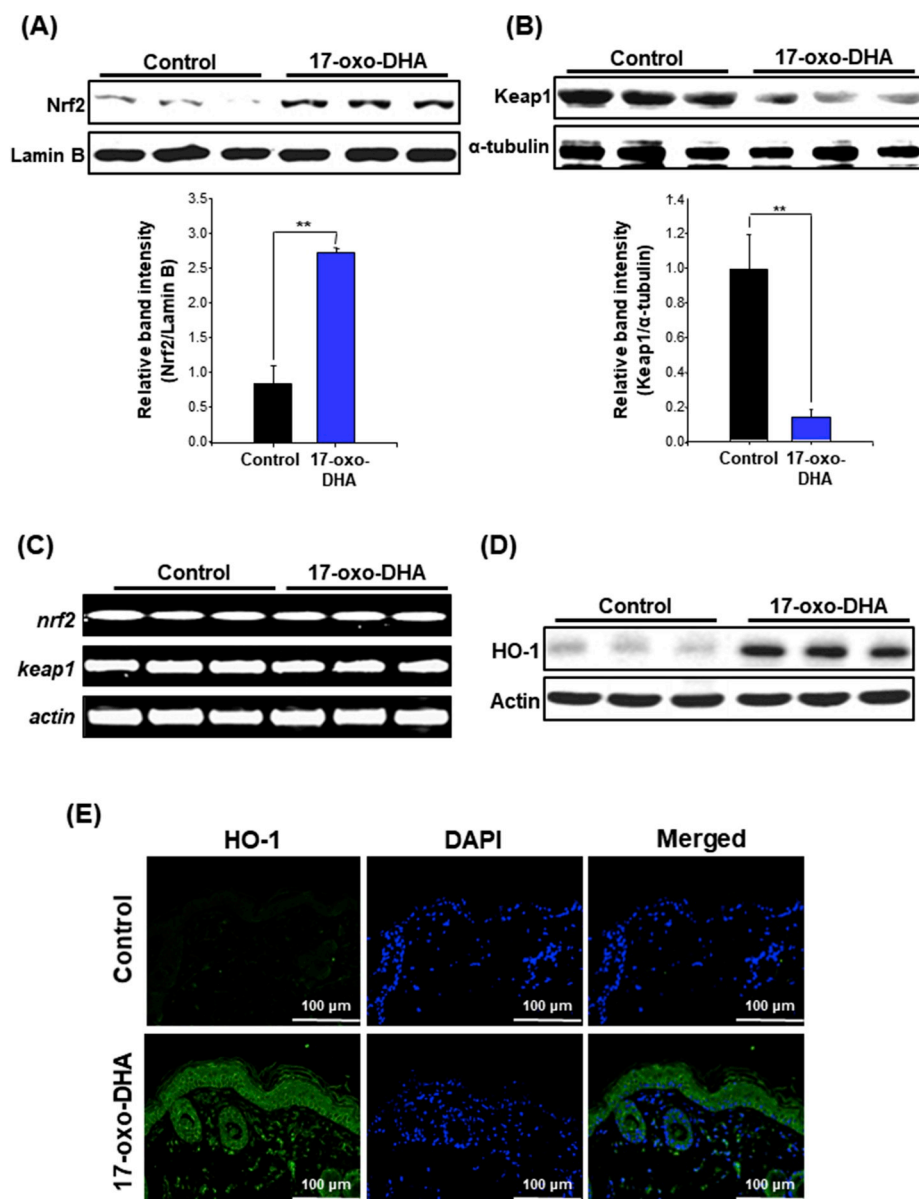 (A)
Control 17-oxo-DHA
Nrf2
Lamin B
Relative band intensity
(Nrf2/Lamin B)
3.5
3.0
2.5
2.0
1.0
0.5
0.0
**
Control 17-oxo-
DHA
(B)
Control 17-oxo-DHA
Keap1
α-tubulin
Relative band intensity
(Keap1/α-tubulin)
1.4
1.2
1.0
0.8
0.6
0.4
0.2
0.0
**
Control 17-oxo-
DHA
(C)
Control 17-oxo-DHA
nrf2
keap1
actin
(D)
Control 17-oxo-DHA
HO-1
Actin
(E)
HO-1 DAPI Merged
Control
100 µm 100 µm 100 µm
17-oxo-DHA
100 µm 100 µm 100 µm